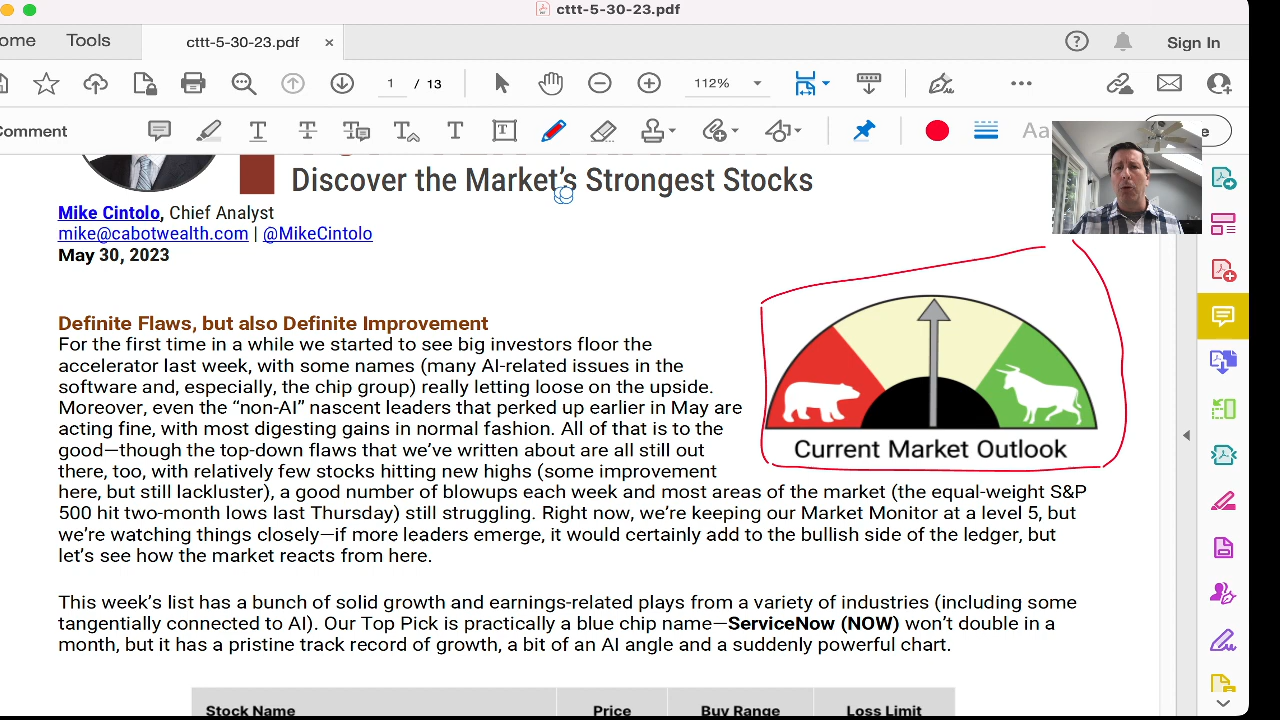 cttt-5-30-23.pdf
ome Tools cttt-5-30-23.pdf × Sign In
1 / 13 112%
Comment Aa
Discover the Market's Strongest Stocks
Mike Cintolo, Chief Analyst
mike@cabotwealth.com | @MikeCintolo
May 30, 2023
Definite Flaws, but also Definite Improvement
For the first time in a while we started to see big investors floor the
accelerator last week, with some names (many AI-related issues in the
software and, especially, the chip group) really letting loose on the upside.
Moreover, even the “non-AI” nascent leaders that perked up earlier in May are
acting fine, with most digesting gains in normal fashion. All of that is to the
good—though the top-down flaws that we’ve written about are all still out
there, too, with relatively few stocks hitting new highs (some improvement
here, but still lackluster), a good number of blowups each week and most areas of the market (the equal-weight S&P
500 hit two-month lows last Thursday) still struggling. Right now, we’re keeping our Market Monitor at a level 5, but
we’re watching things closely—if more leaders emerge, it would certainly add to the bullish side of the ledger, but
let’s see how the market reacts from here.
Current Market Outlook
This week’s list has a bunch of solid growth and earnings-related plays from a variety of industries (including some
tangentially connected to AI). Our Top Pick is practically a blue chip name—ServiceNow (NOW) won’t double in a
month, but it has a pristine track record of growth, a bit of an AI angle and a suddenly powerful chart.
Stock Name Price Buy Range Loss Limit